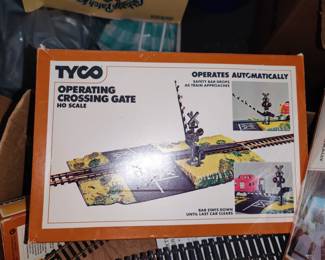 TYCO
OPERATING
CROSSING GATE
HO SCALE
OPERATES AUTOMATICALLY
SAFETY BAR DROPS
AS TRAIN APPROACHES
BAR STAYS DOWN
UNTIL LAST CAR CLEARS